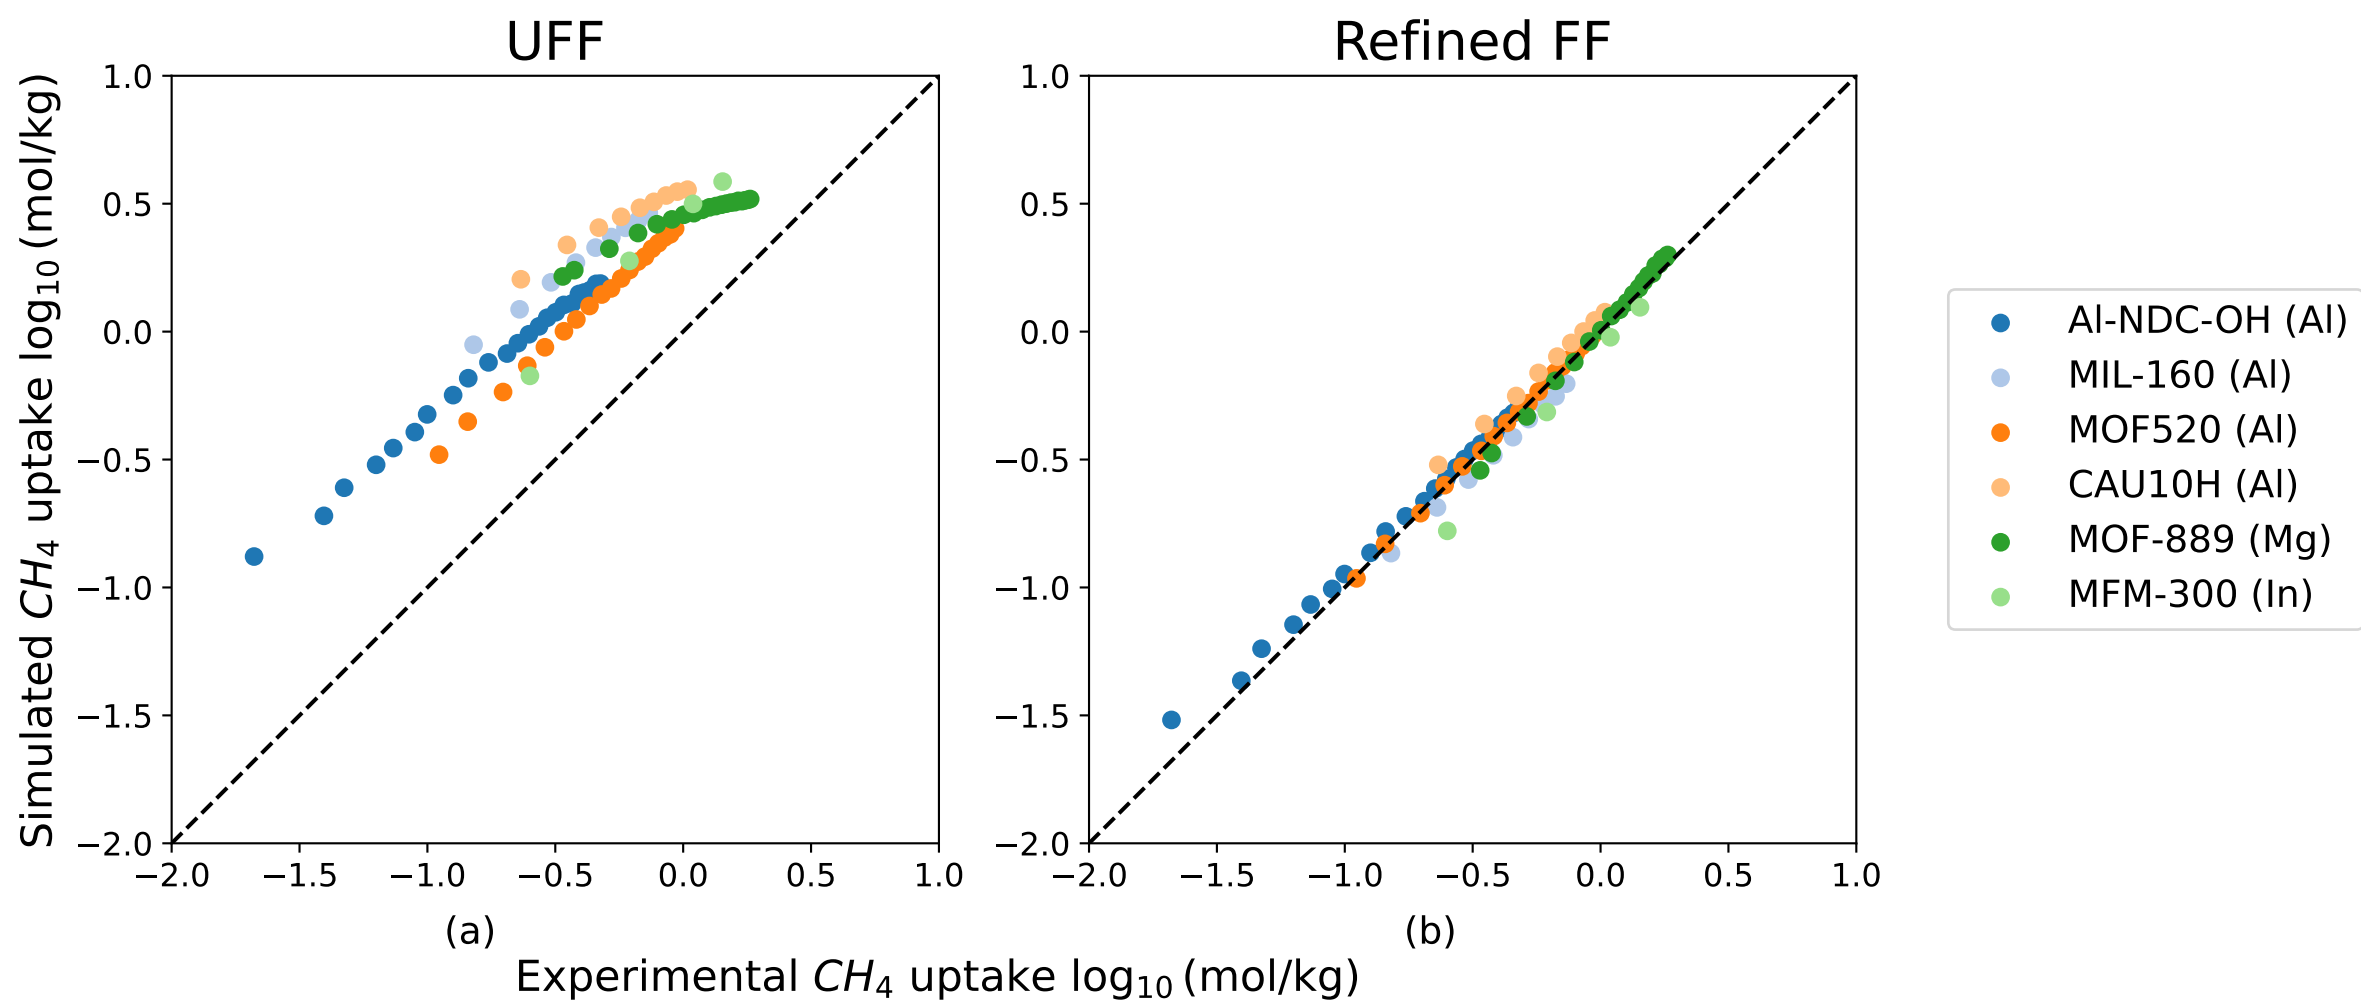 UFF
Refined FF
Simulated CH₄ uptake log₁₀ (mol/kg)
1.0
0.5
0.0
−0.5
−1.0
−1.5
−2.0
−2.0 −1.5 −1.0 −0.5 0.0 0.5 1.0
(a)
1.0
0.5
0.0
−0.5
−1.0
−1.5
−2.0
−2.0 −1.5 −1.0 −0.5 0.0 0.5 1.0
(b)
Experimental CH₄ uptake log₁₀ (mol/kg)
Al-NDC-OH (Al)
MIL-160 (Al)
MOF520 (Al)
CAU10H (Al)
MOF-889 (Mg)
MFM-300 (In)